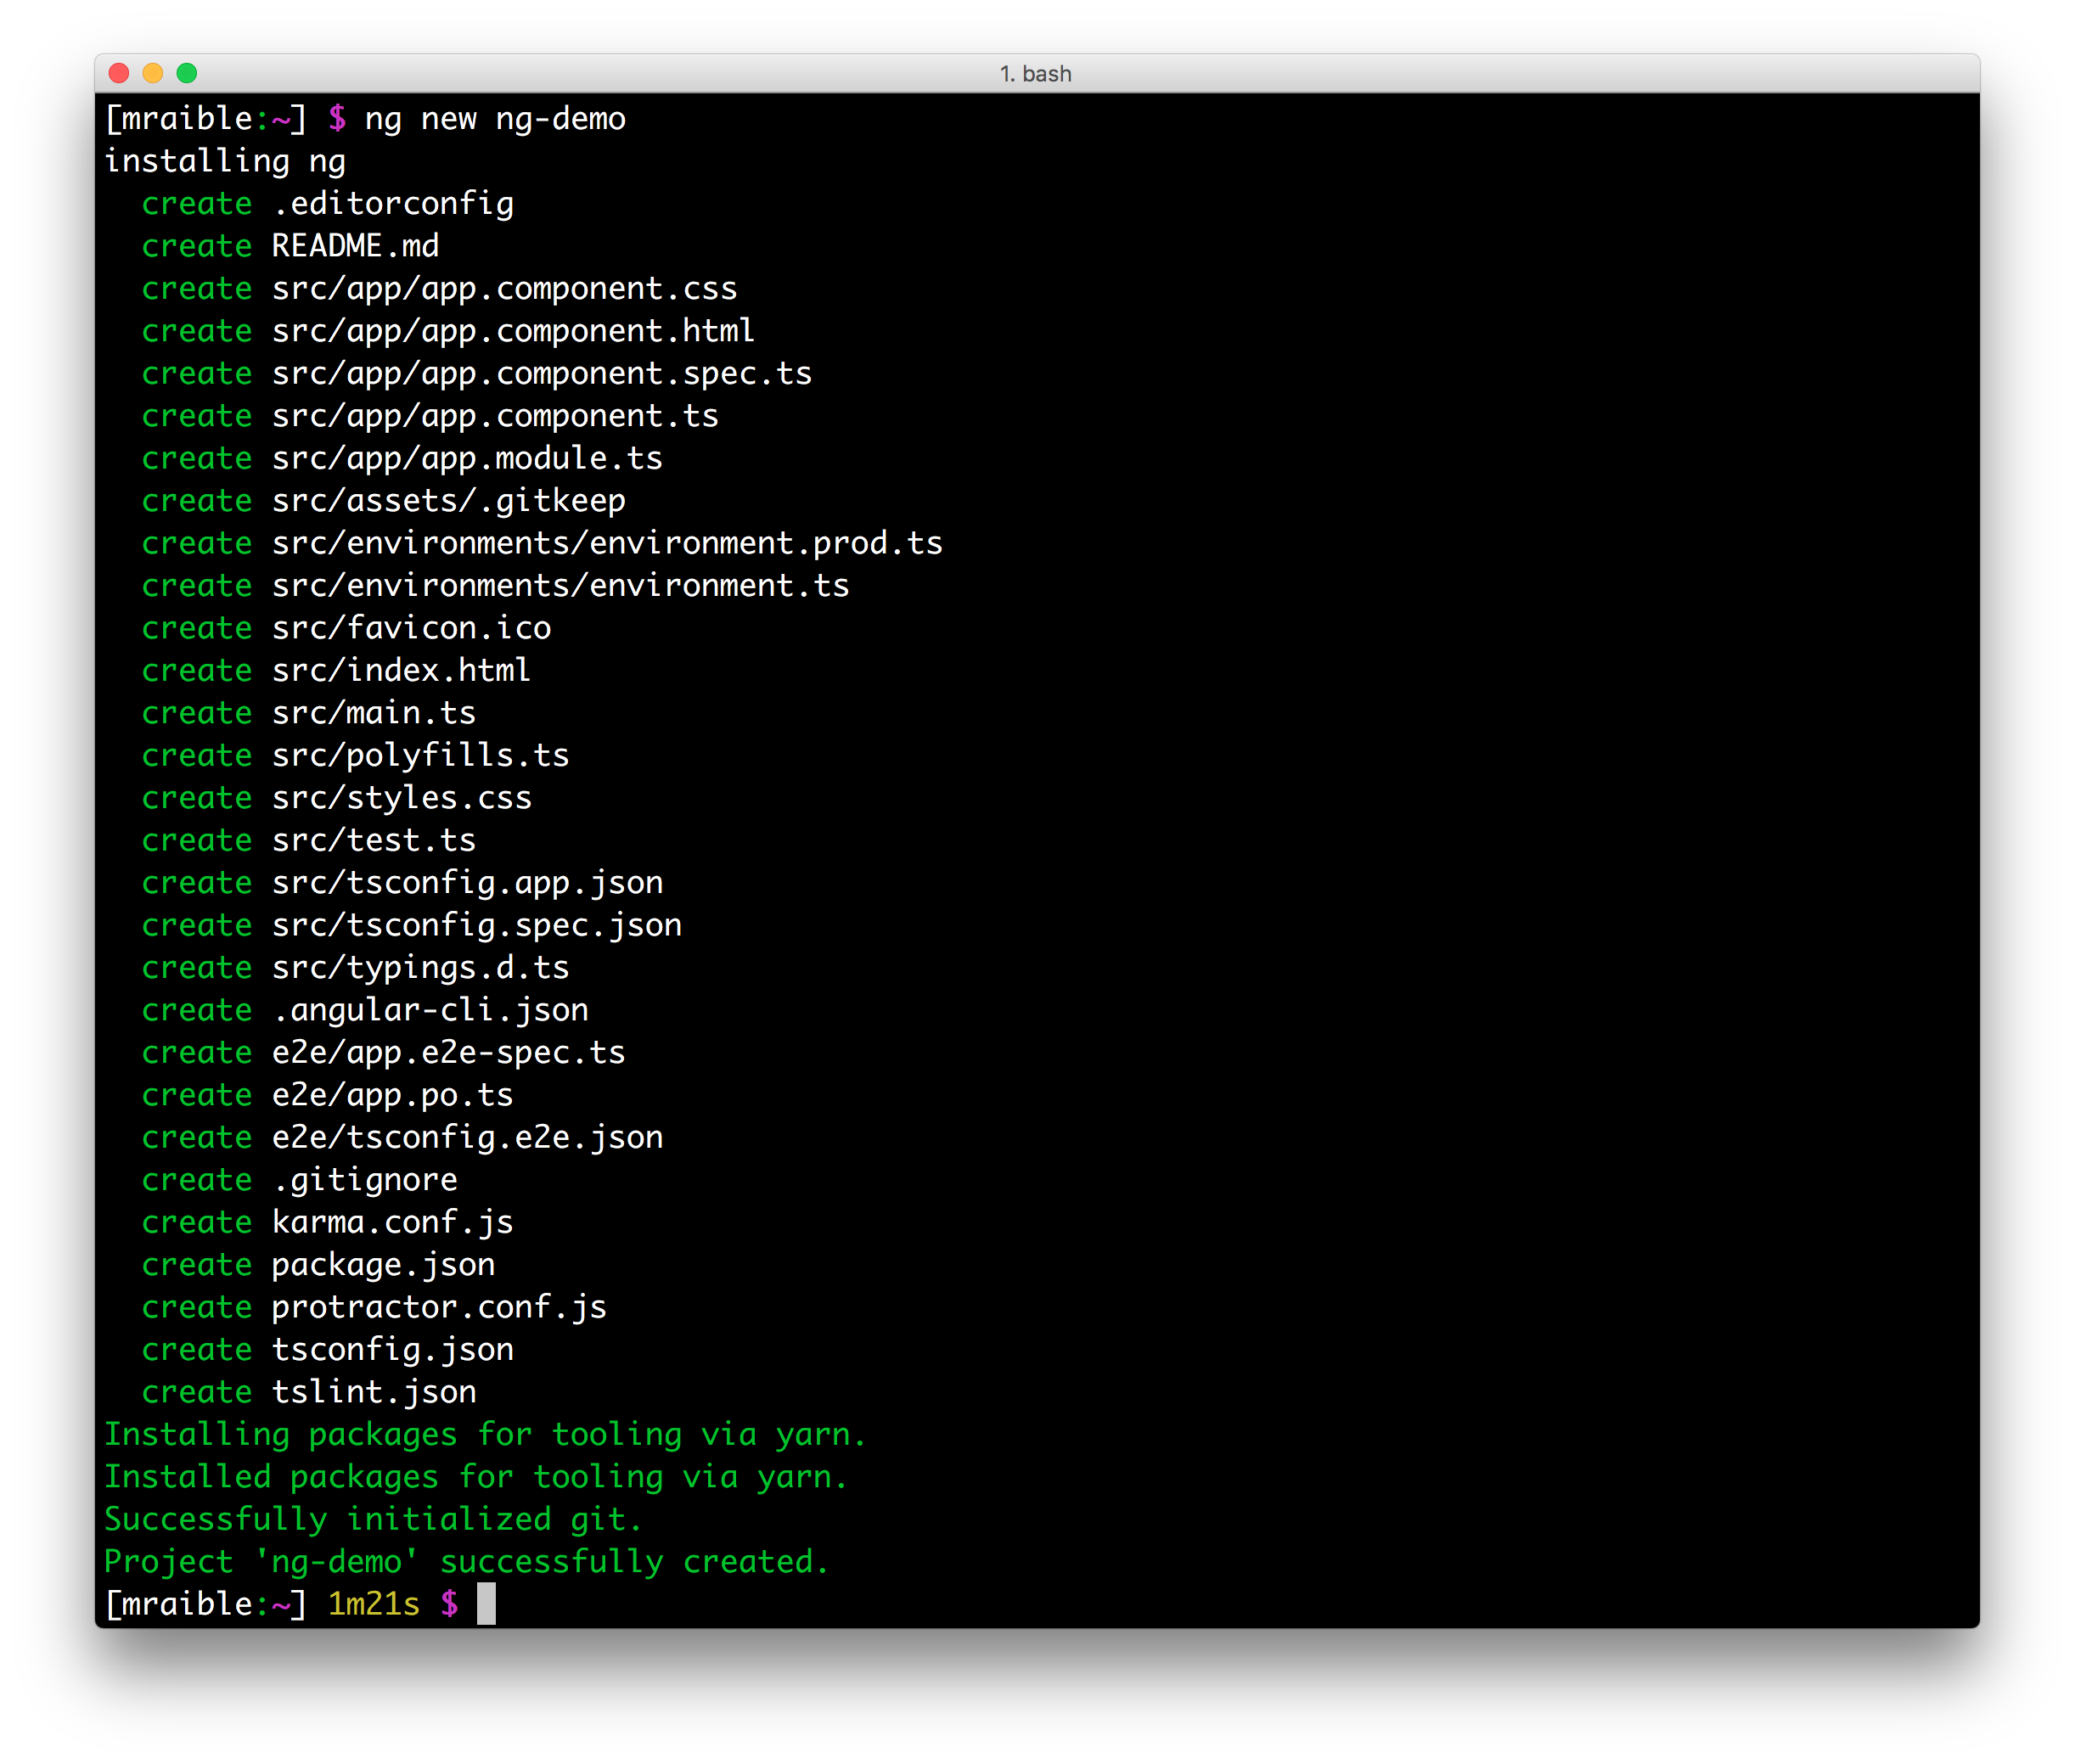 1. bash
[mraible:~] $ ng new ng-demo
installing ng
  create .editorconfig
  create README.md
  create src/app/app.component.css
  create src/app/app.component.html
  create src/app/app.component.spec.ts
  create src/app/app.component.ts
  create src/app/app.module.ts
  create src/assets/.gitkeep
  create src/environments/environment.prod.ts
  create src/environments/environment.ts
  create src/favicon.ico
  create src/index.html
  create src/main.ts
  create src/polyfills.ts
  create src/styles.css
  create src/test.ts
  create src/tsconfig.app.json
  create src/tsconfig.spec.json
  create src/typings.d.ts
  create .angular-cli.json
  create e2e/app.e2e-spec.ts
  create e2e/app.po.ts
  create e2e/tsconfig.e2e.json
  create .gitignore
  create karma.conf.js
  create package.json
  create protractor.conf.js
  create tsconfig.json
  create tslint.json
Installing packages for tooling via yarn.
Installed packages for tooling via yarn.
Successfully initialized git.
Project 'ng-demo' successfully created.
[mraible:~] 1m21s $